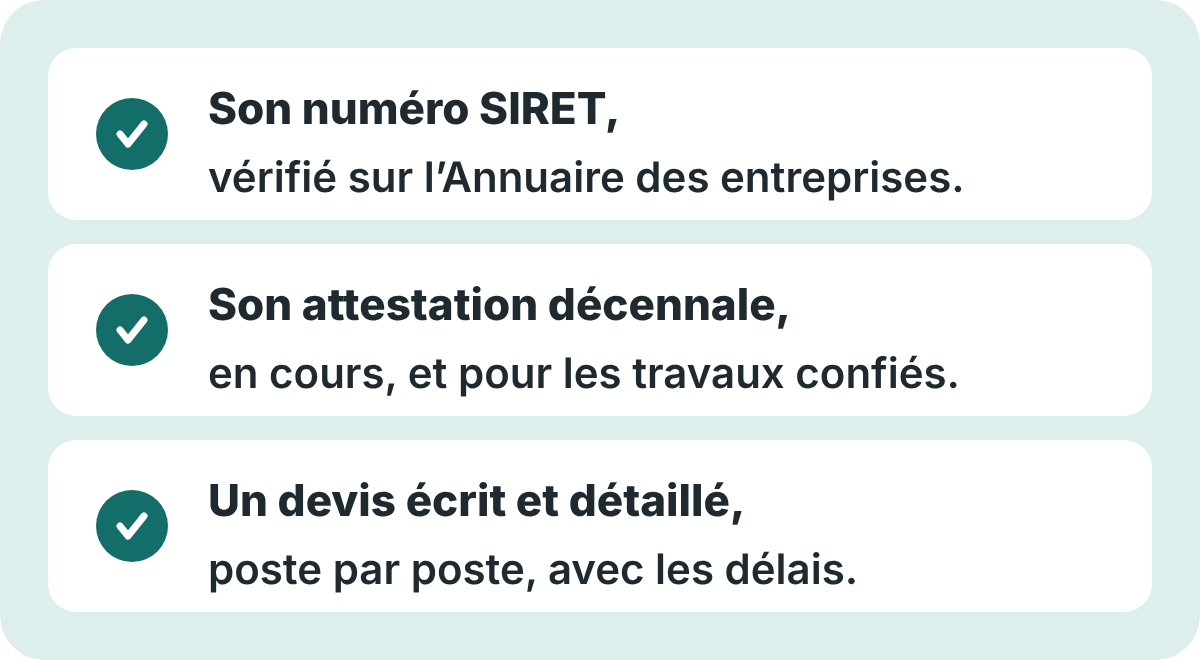 Son numéro SIRET,
vérifié sur l’Annuaire des entreprises.
Son attestation décennale,
en cours, et pour les travaux confiés.
Un devis écrit et détaillé,
poste par poste, avec les délais.